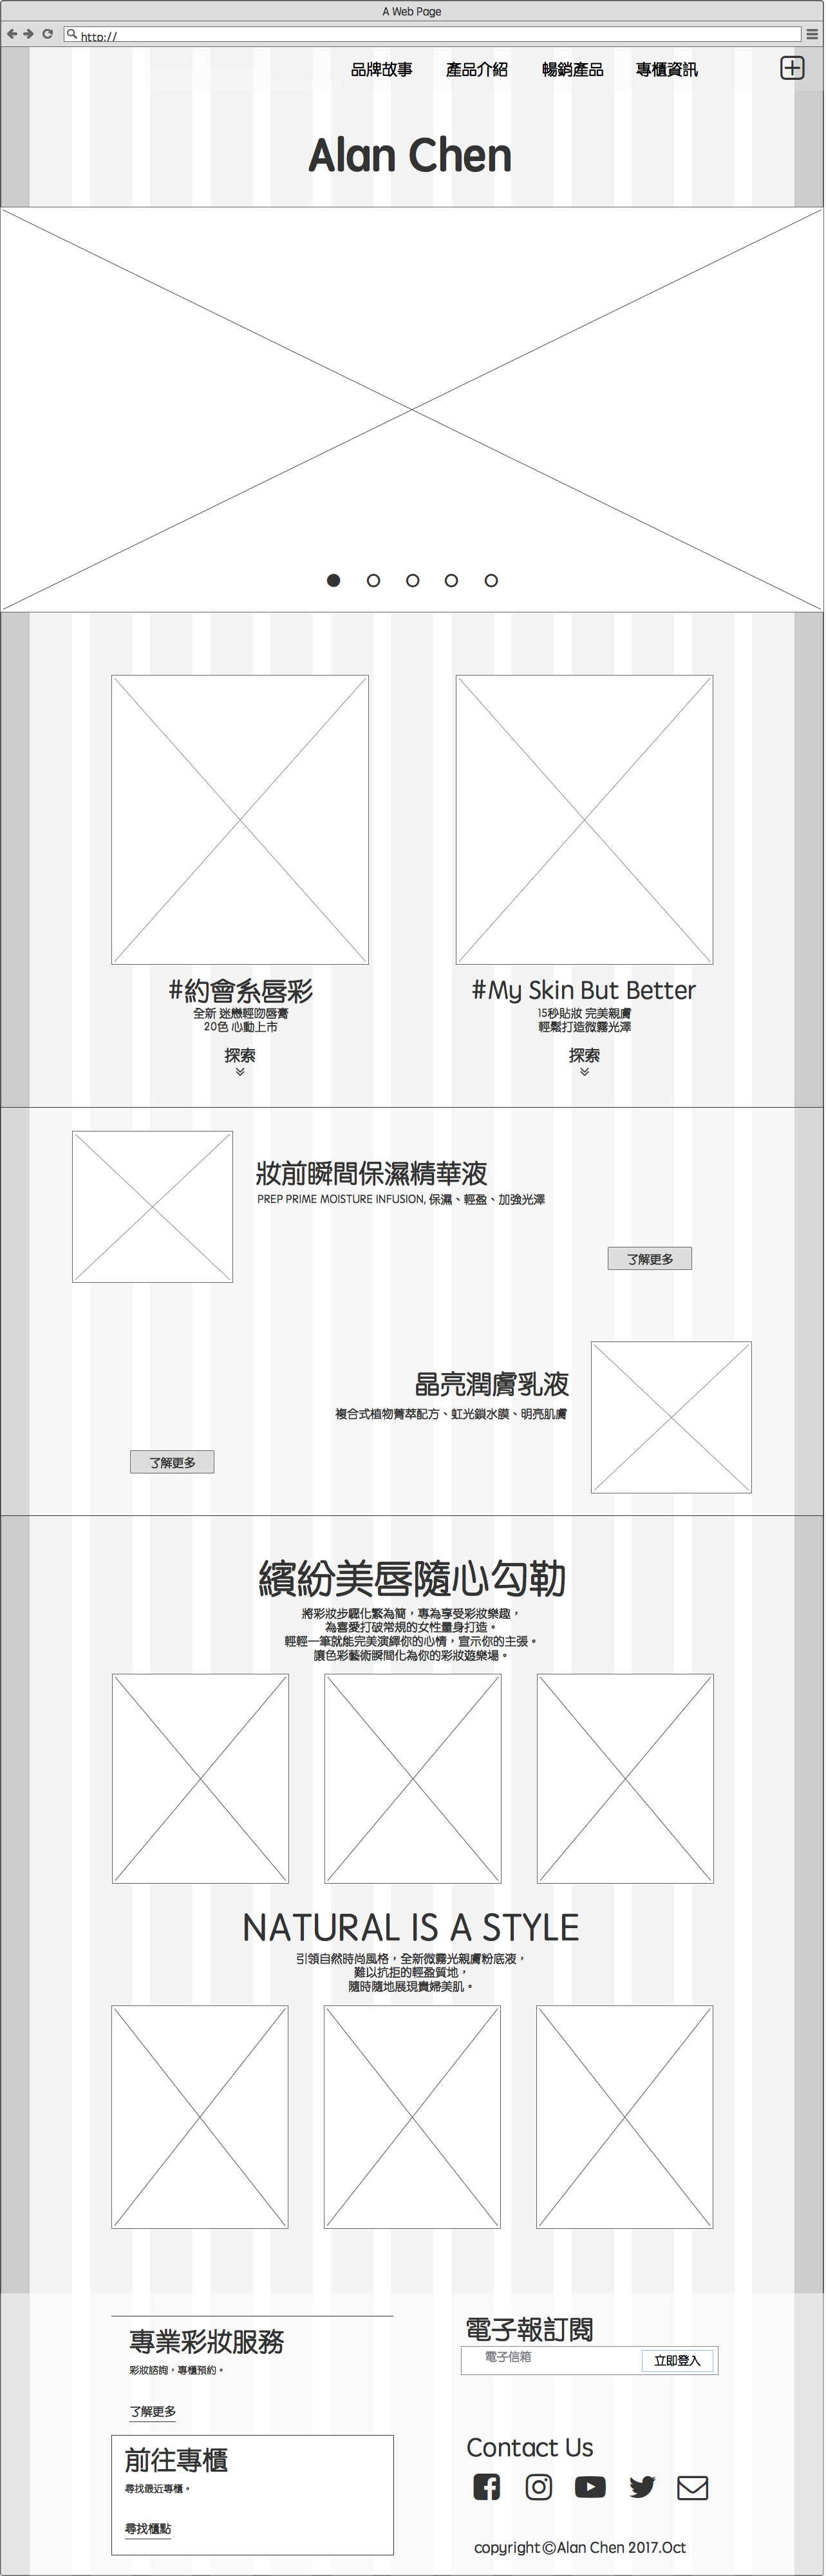 A Web Page
http://
品牌故事 產品介紹 暢銷產品 專櫃資訊
Alan Chen
#約會系唇彩
全新 迷戀輕吻唇膏
20色 心動上市
探索
#My Skin But Better
15秒貼妝 完美親膚
輕鬆打造微霧光澤
探索
妝前瞬間保濕精華液
PREP PRIME MOISTURE INFUSION, 保濕、輕盈、加強光澤
了解更多
晶亮潤膚乳液
複合式植物菁萃配方、虹光鎖水膜、明亮肌膚
了解更多
繽紛美唇隨心勾勒
將彩妝步驟化繁為簡，專為享受彩妝樂趣，
為喜愛打破常規的女性量身打造。
輕輕一筆就能完美演繹你的心情，宣示你的主張。
讓色彩藝術瞬間化為你的彩妝遊樂場。
NATURAL IS A STYLE
引領自然時尚風格，全新微霧光親膚粉底液，
難以抗拒的輕盈質地，
隨時隨地展現貴婦美肌。
專業彩妝服務
彩妝諮詢，專櫃預約。
了解更多
前往專櫃
尋找最近專櫃。
尋找櫃點
電子報訂閱
電子信箱 立即登入
Contact Us
copyright©Alan Chen 2017.Oct